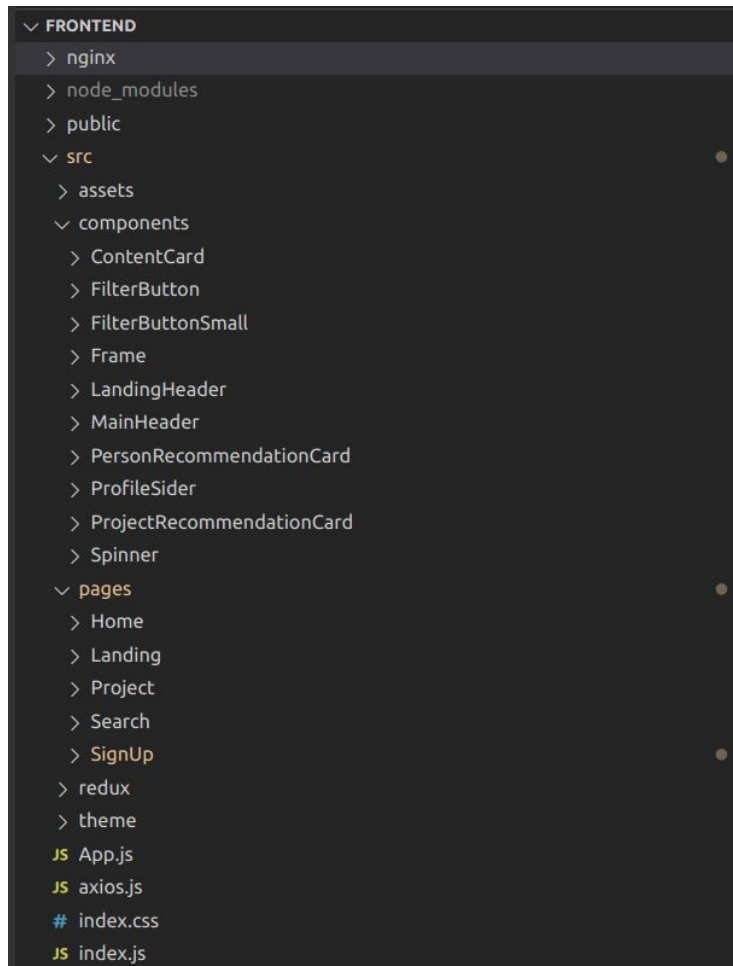 FRONTEND
nginx
node_modules
public
src
assets
components
ContentCard
FilterButton
FilterButtonSmall
Frame
LandingHeader
MainHeader
PersonRecommendationCard
ProfileSider
ProjectRecommendationCard
Spinner
pages
Home
Landing
Project
Search
SignUp
redux
theme
JS App.js
JS axios.js
# index.css
JS index.js